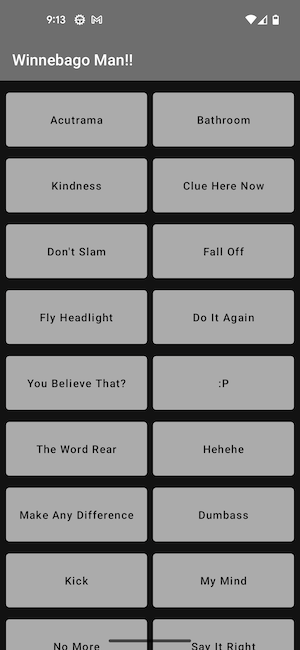 9:13
Winnebago Man!!
Acutrama
Bathroom
Kindness
Clue Here Now
Don't Slam
Fall Off
Fly Headlight
Do It Again
You Believe That?
:P
The Word Rear
Hehehe
Make Any Difference
Dumbass
Kick
My Mind
No More
Say It Right